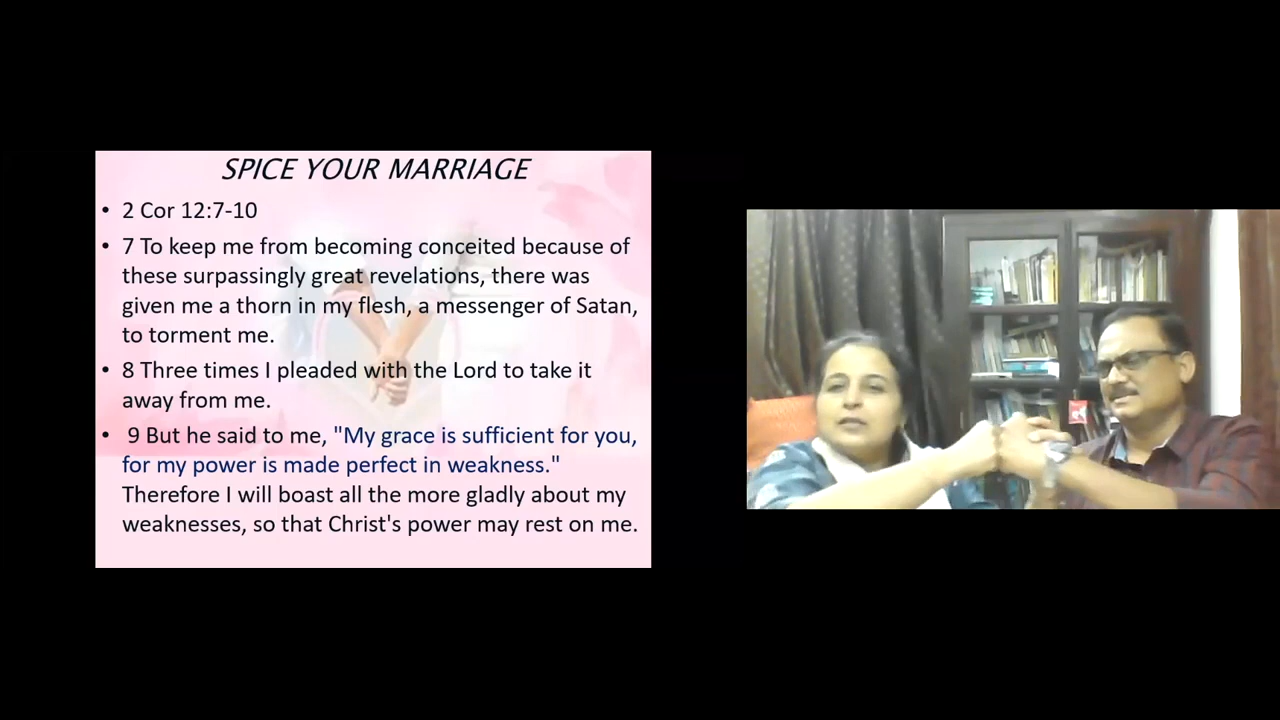 SPICE YOUR MARRIAGE
• 2 Cor 12:7-10
• 7 To keep me from becoming conceited because of
these surpassingly great revelations, there was
given me a thorn in my flesh, a messenger of Satan,
to torment me.
• 8 Three times I pleaded with the Lord to take it
away from me.
• 9 But he said to me, "My grace is sufficient for you,
for my power is made perfect in weakness."
Therefore I will boast all the more gladly about my
weaknesses, so that Christ's power may rest on me.